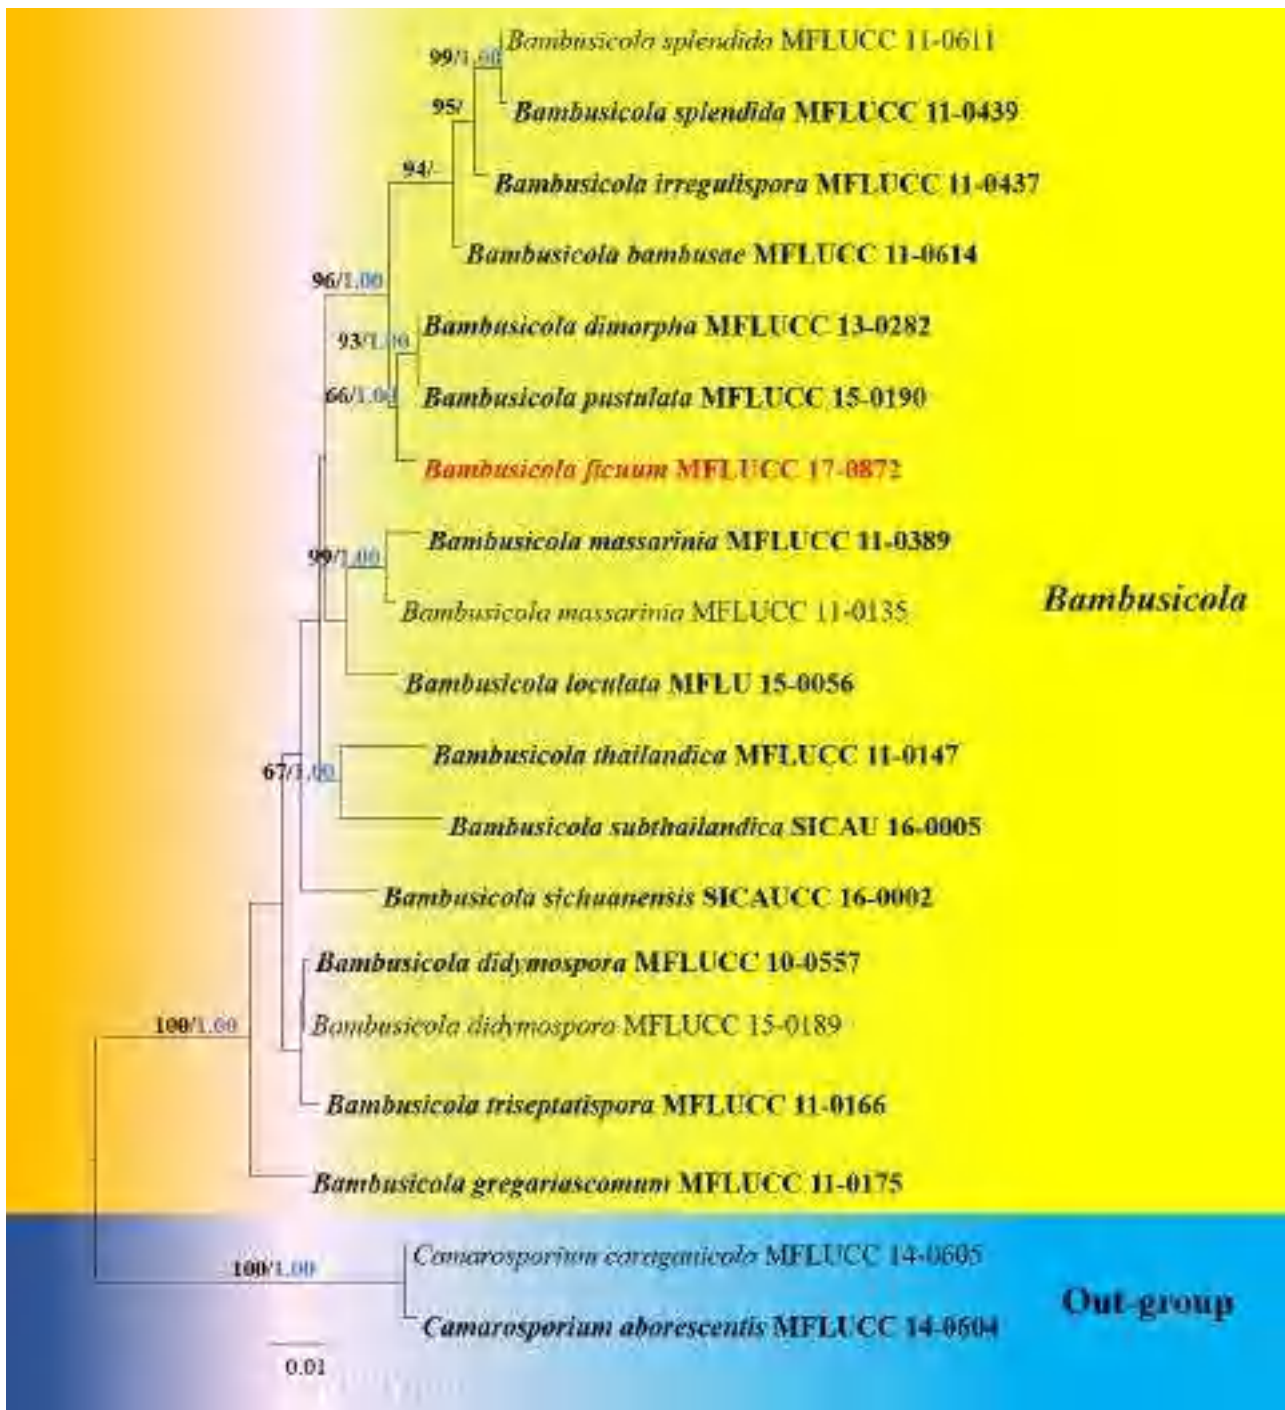 Bambusicola splendida MFLUCC 11-0611
99/1.00
95/
Bambusicola splendida MFLUCC 11-0439
94/-
Bambusicola irregulispora MFLUCC 11-0437
Bambusicola bambusae MFLUCC 11-0614
96/1.00
Bambusicola dimorpha MFLUCC 13-0282
93/1.00
66/1.00
Bambusicola pustulata MFLUCC 15-0190
Bambusicola ficuum MFLUCC 17-0872
Bambusicola massarinia MFLUCC 11-0389
99/1.00
Bambusicola massarinia MFLUCC 11-0135
Bambusicola
Bambusicola loculata MFLU 15-0056
Bambusicola thailandica MFLUCC 11-0147
67/1.00
Bambusicola subthailandica SICAU 16-0005
Bambusicola sichuanensis SICAUCC 16-0002
Bambusicola didymospora MFLUCC 10-0557
100/1.00
Bambusicola didymospora MFLUCC 15-0189
Bambusicola triseptatispora MFLUCC 11-0166
Bambusicola gregariascomum MFLUCC 11-0175
Camarosporium caraganicola MFLUCC 14-0605
100/1.00
Out-group
Camarosporium aborescentis MFLUCC 14-0604
0.01